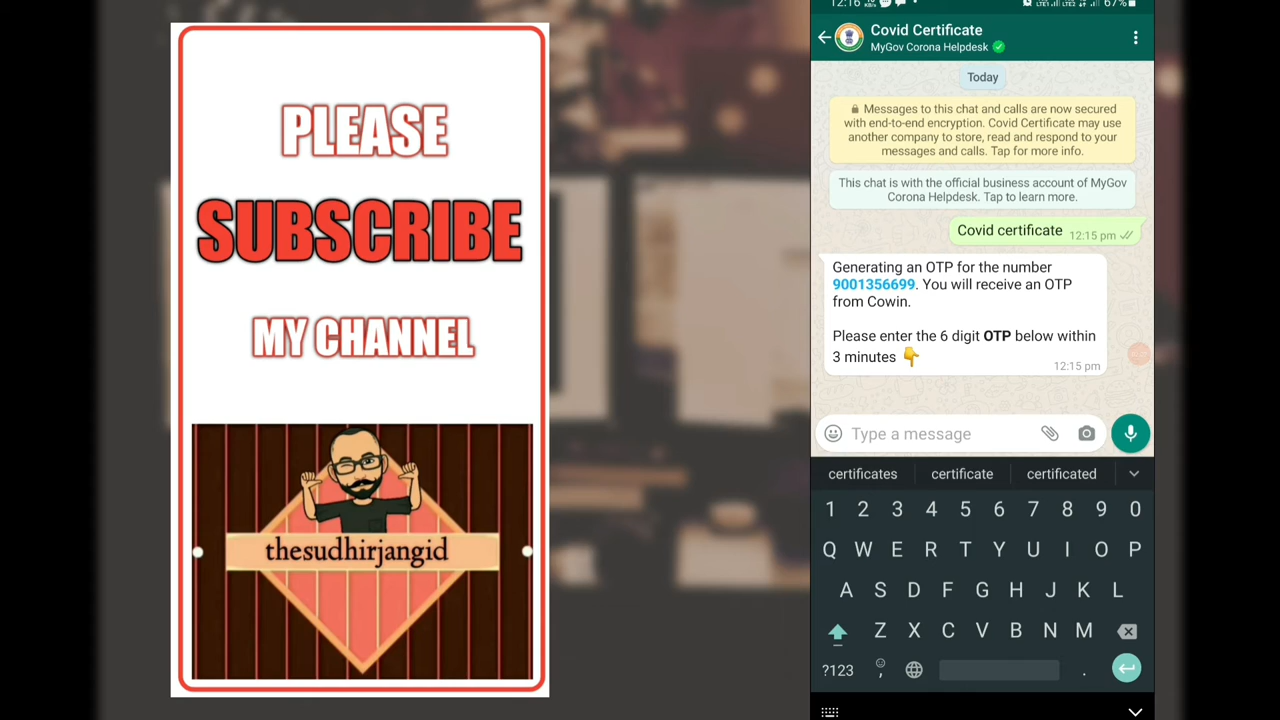 PLEASE
SUBSCRIBE
MY CHANNEL
thesudhirjangid
12:16
67%
Covid Certificate
MyGov Corona Helpdesk
Today
Messages to this chat and calls are now secured
with end-to-end encryption. Covid Certificate may use
another company to store, read and respond to your
messages and calls. Tap for more info.
This chat is with the official business account of MyGov
Corona Helpdesk. Tap to learn more.
Covid certificate 12:15 pm
Generating an OTP for the number
9001356699. You will receive an OTP
from Cowin.
Please enter the 6 digit OTP below within
3 minutes 👇
12:15 pm
Type a message
certificates certificate certificated
1 2 3 4 5 6 7 8 9 0
Q W E R T Y U I O P
A S D F G H J K L
Z X C V B N M
?123 , .